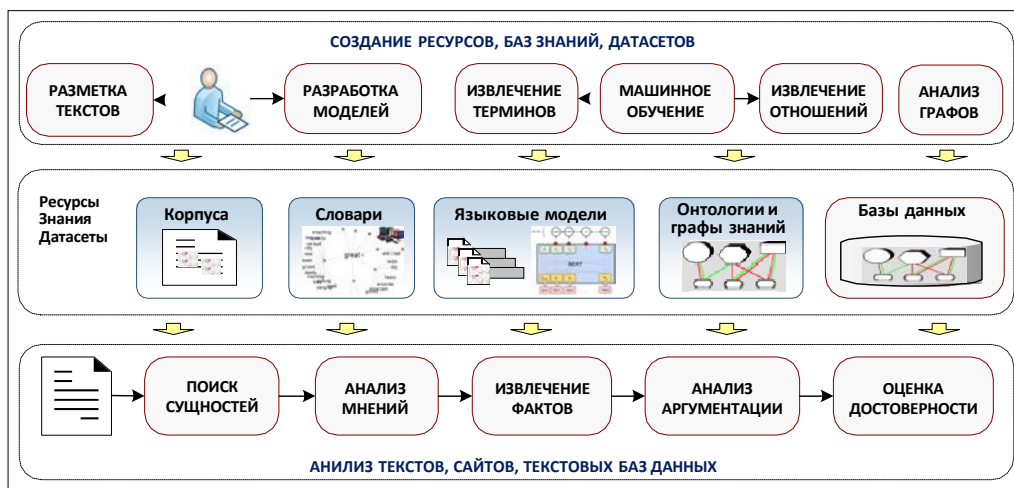 СОЗДАНИЕ РЕСУРСОВ, БАЗ ЗНАНИЙ, ДАТАСЕТОВ
РАЗМЕТКА
ТЕКСТОВ
РАЗРАБОТКА
МОДЕЛЕЙ
ИЗВЛЕЧЕНИЕ
ТЕРМИНОВ
МАШИННОЕ
ОБУЧЕНИЕ
ИЗВЛЕЧЕНИЕ
ОТНОШЕНИЙ
АНАЛИЗ
ГРАФОВ
Ресурсы
Знания
Датасеты
Корпуса
Словари
great
Языковые модели
BERT
Онтологии и
графы знаний
Базы данных
ПОИСК
СУЩНОСТЕЙ
АНАЛИЗ
МНЕНИЙ
ИЗВЛЕЧЕНИЕ
ФАКТОВ
АНАЛИЗ
АРГУМЕНТАЦИИ
ОЦЕНКА
ДОСТОВЕРНОСТИ
АНИЛИЗ ТЕКСТОВ, САЙТОВ, ТЕКСТОВЫХ БАЗ ДАННЫХ